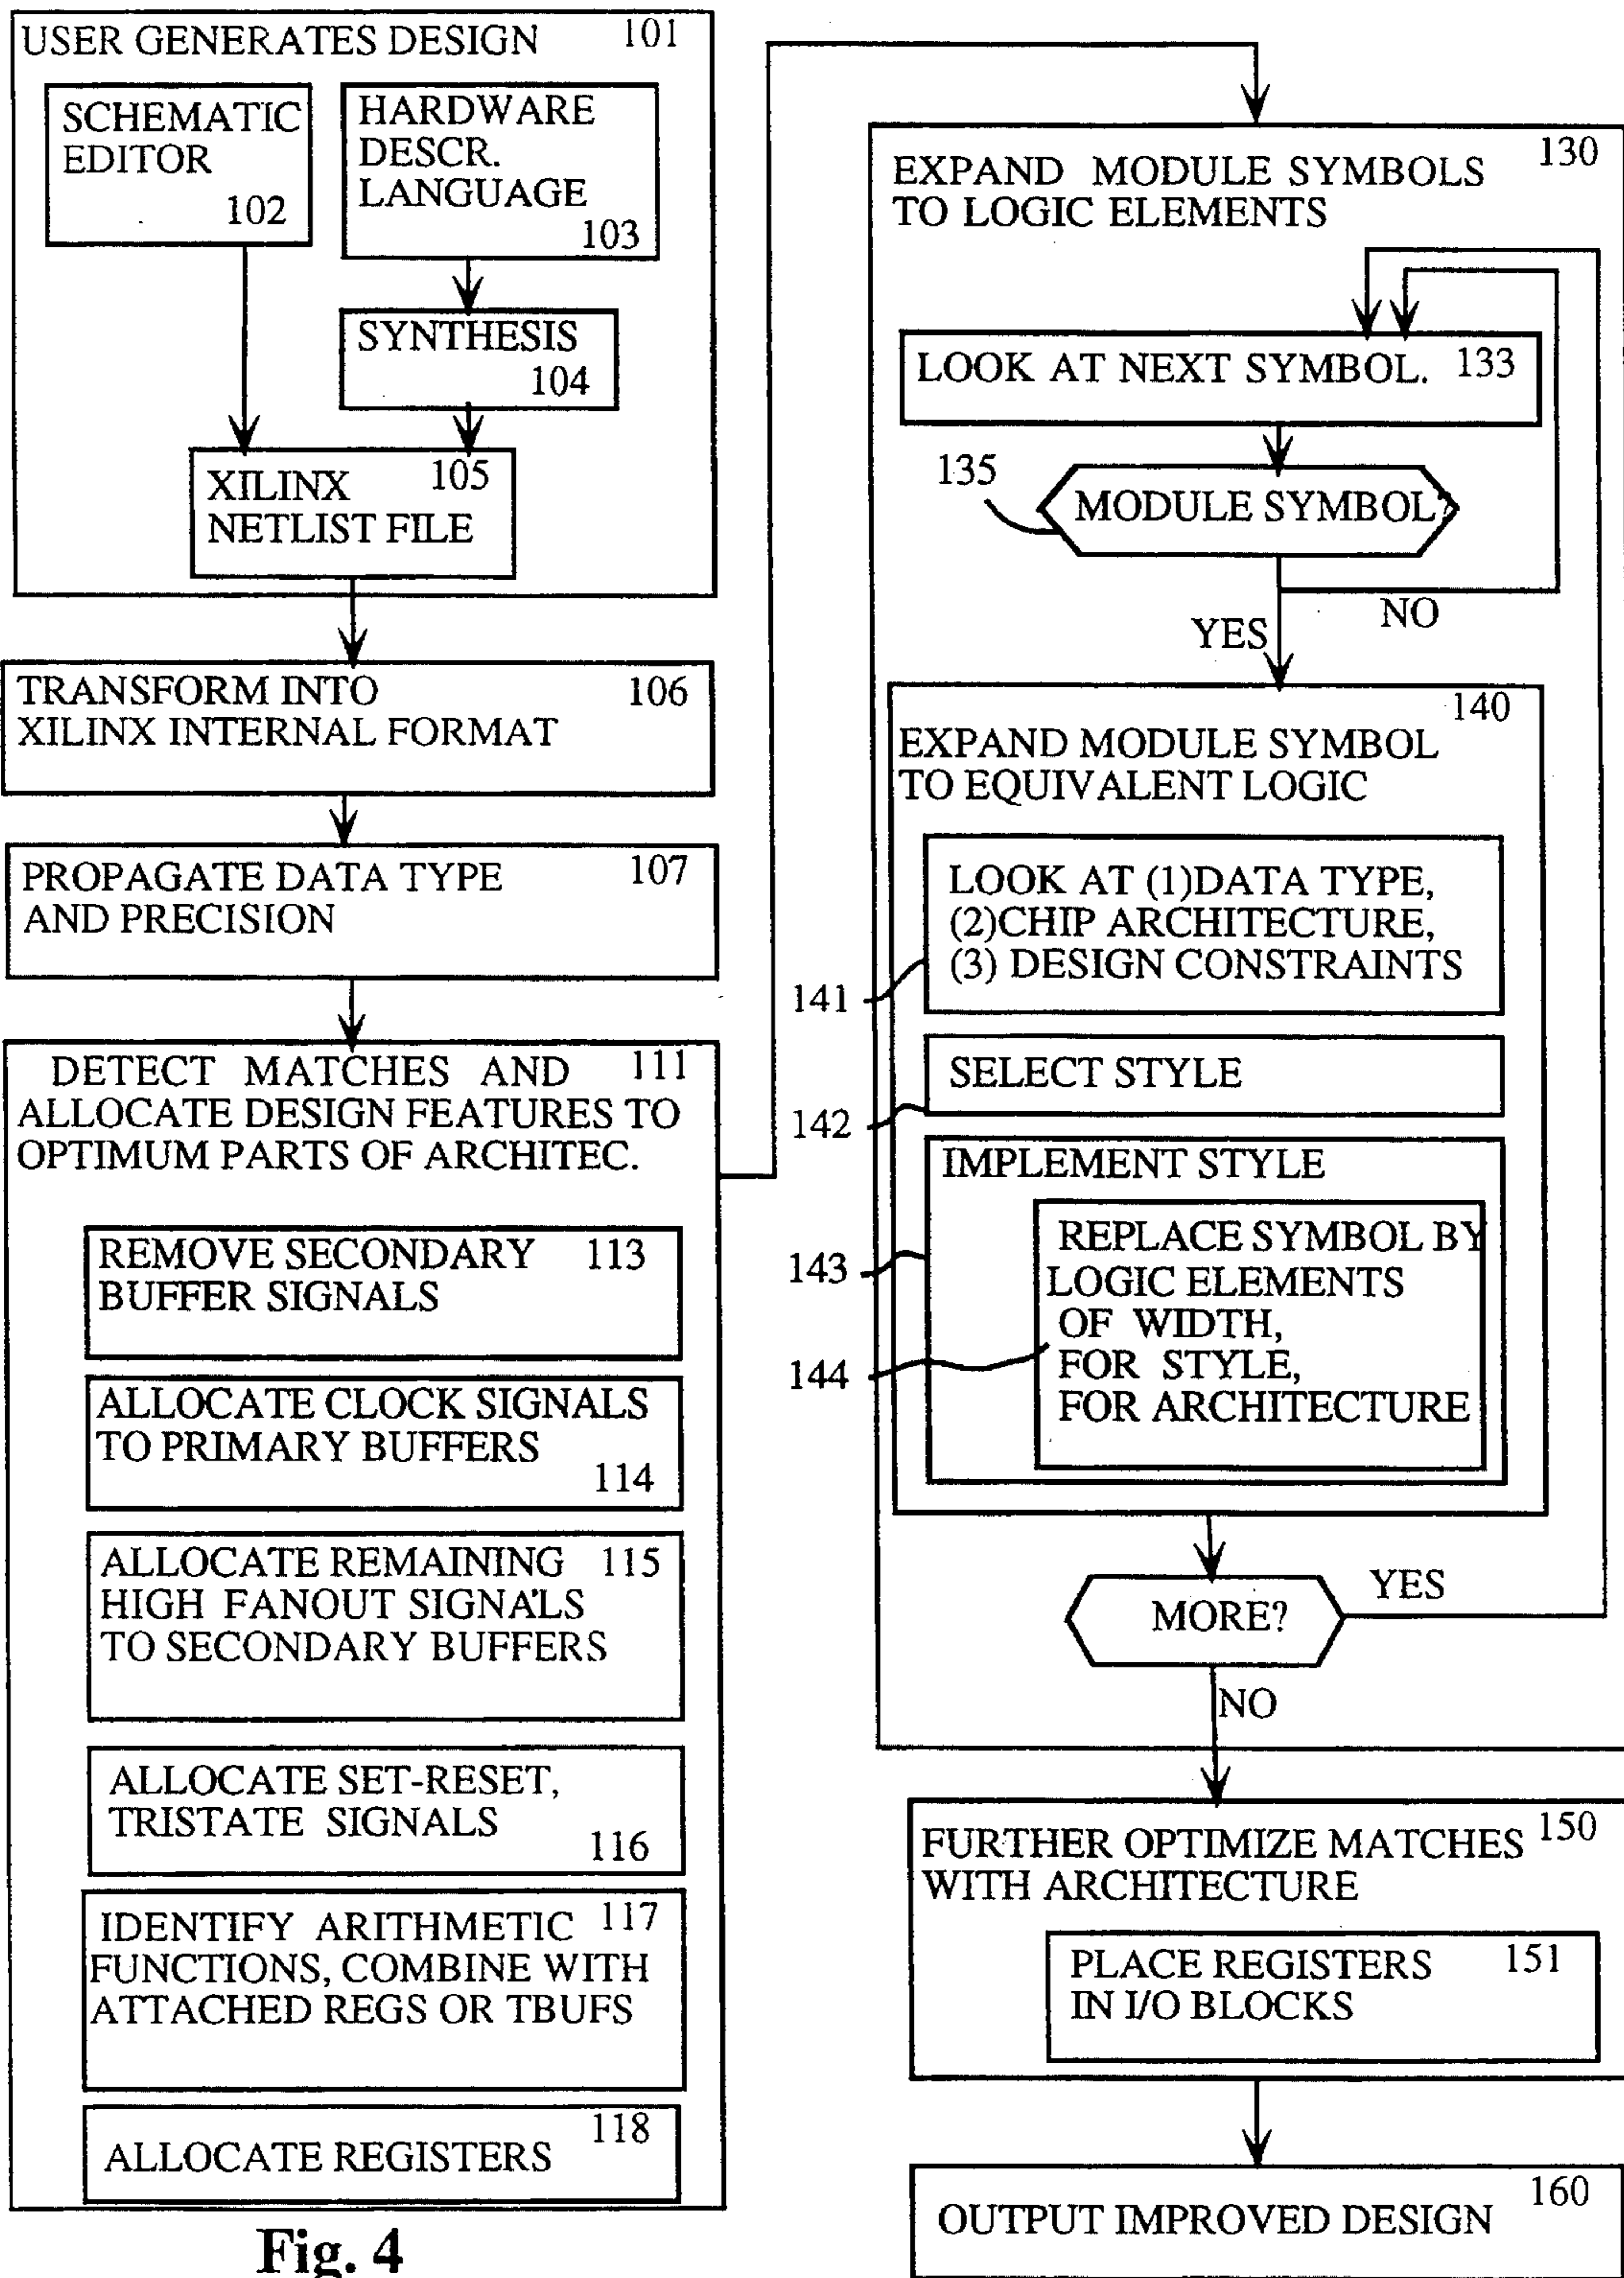 USER GENERATES DESIGN 101
SCHEMATIC
EDITOR
102
HARDWARE
DESCR.
LANGUAGE
103
SYNTHESIS
104
105
XILINX
NETLIST FILE
TRANSFORM INTO 106
XILINX INTERNAL FORMAT
PROPAGATE DATA TYPE 107
AND PRECISION
DETECT MATCHES AND 111
ALLOCATE DESIGN FEATURES TO
OPTIMUM PARTS OF ARCHITEC.
REMOVE SECONDARY 113
BUFFER SIGNALS
ALLOCATE CLOCK SIGNALS
TO PRIMARY BUFFERS
114
ALLOCATE REMAINING 115
HIGH FANOUT SIGNALS
TO SECONDARY BUFFERS
ALLOCATE SET-RESET,
TRISTATE SIGNALS
116
IDENTIFY ARITHMETIC 117
FUNCTIONS, COMBINE WITH
ATTACHED REGS OR TBUFS
118
ALLOCATE REGISTERS
Fig. 4
130
EXPAND MODULE SYMBOLS
TO LOGIC ELEMENTS
LOOK AT NEXT SYMBOL. 133
135
MODULE SYMBOL?
NO
YES
140
EXPAND MODULE SYMBOL
TO EQUIVALENT LOGIC
LOOK AT (1)DATA TYPE,
(2)CHIP ARCHITECTURE,
(3) DESIGN CONSTRAINTS
141
SELECT STYLE
142
IMPLEMENT STYLE
143
REPLACE SYMBOL BY
LOGIC ELEMENTS
OF WIDTH,
FOR STYLE,
FOR ARCHITECTURE
144
MORE?
YES
NO
FURTHER OPTIMIZE MATCHES 150
WITH ARCHITECTURE
PLACE REGISTERS 151
IN I/O BLOCKS
160
OUTPUT IMPROVED DESIGN